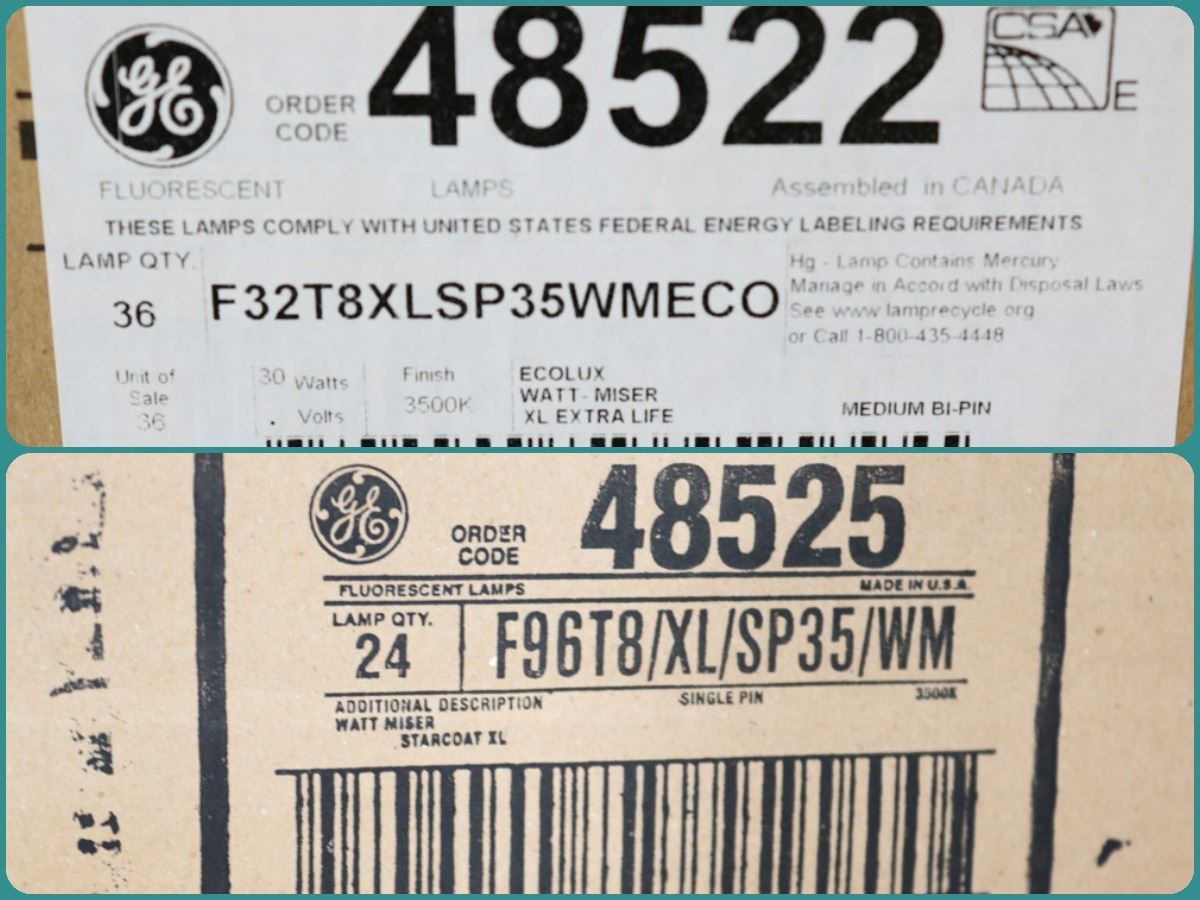 GE
ORDER CODE 48522
CSA E
FLUORESCENT LAMPS Assembled in CANADA
THESE LAMPS COMPLY WITH UNITED STATES FEDERAL ENERGY LABELING REQUIREMENTS
LAMP QTY.
36
F32T8XLSP35WMECO
Hg - Lamp Contains Mercury
Manage in Accord with Disposal Laws
See www.lamprecycle.org
or Call 1-800-435-4448
Unit of
Sale
36
30 Watts
. Volts
Finish
3500K
ECOLUX
WATT-MISER
XL EXTRA LIFE
MEDIUM BI-PIN
GE
ORDER CODE 48525
FLUORESCENT LAMPS MADE IN U.S.A.
LAMP QTY.
24
F96T8/XL/SP35/WM
ADDITIONAL DESCRIPTION SINGLE PIN 3500K
WATT MISER
STARCOAT XL